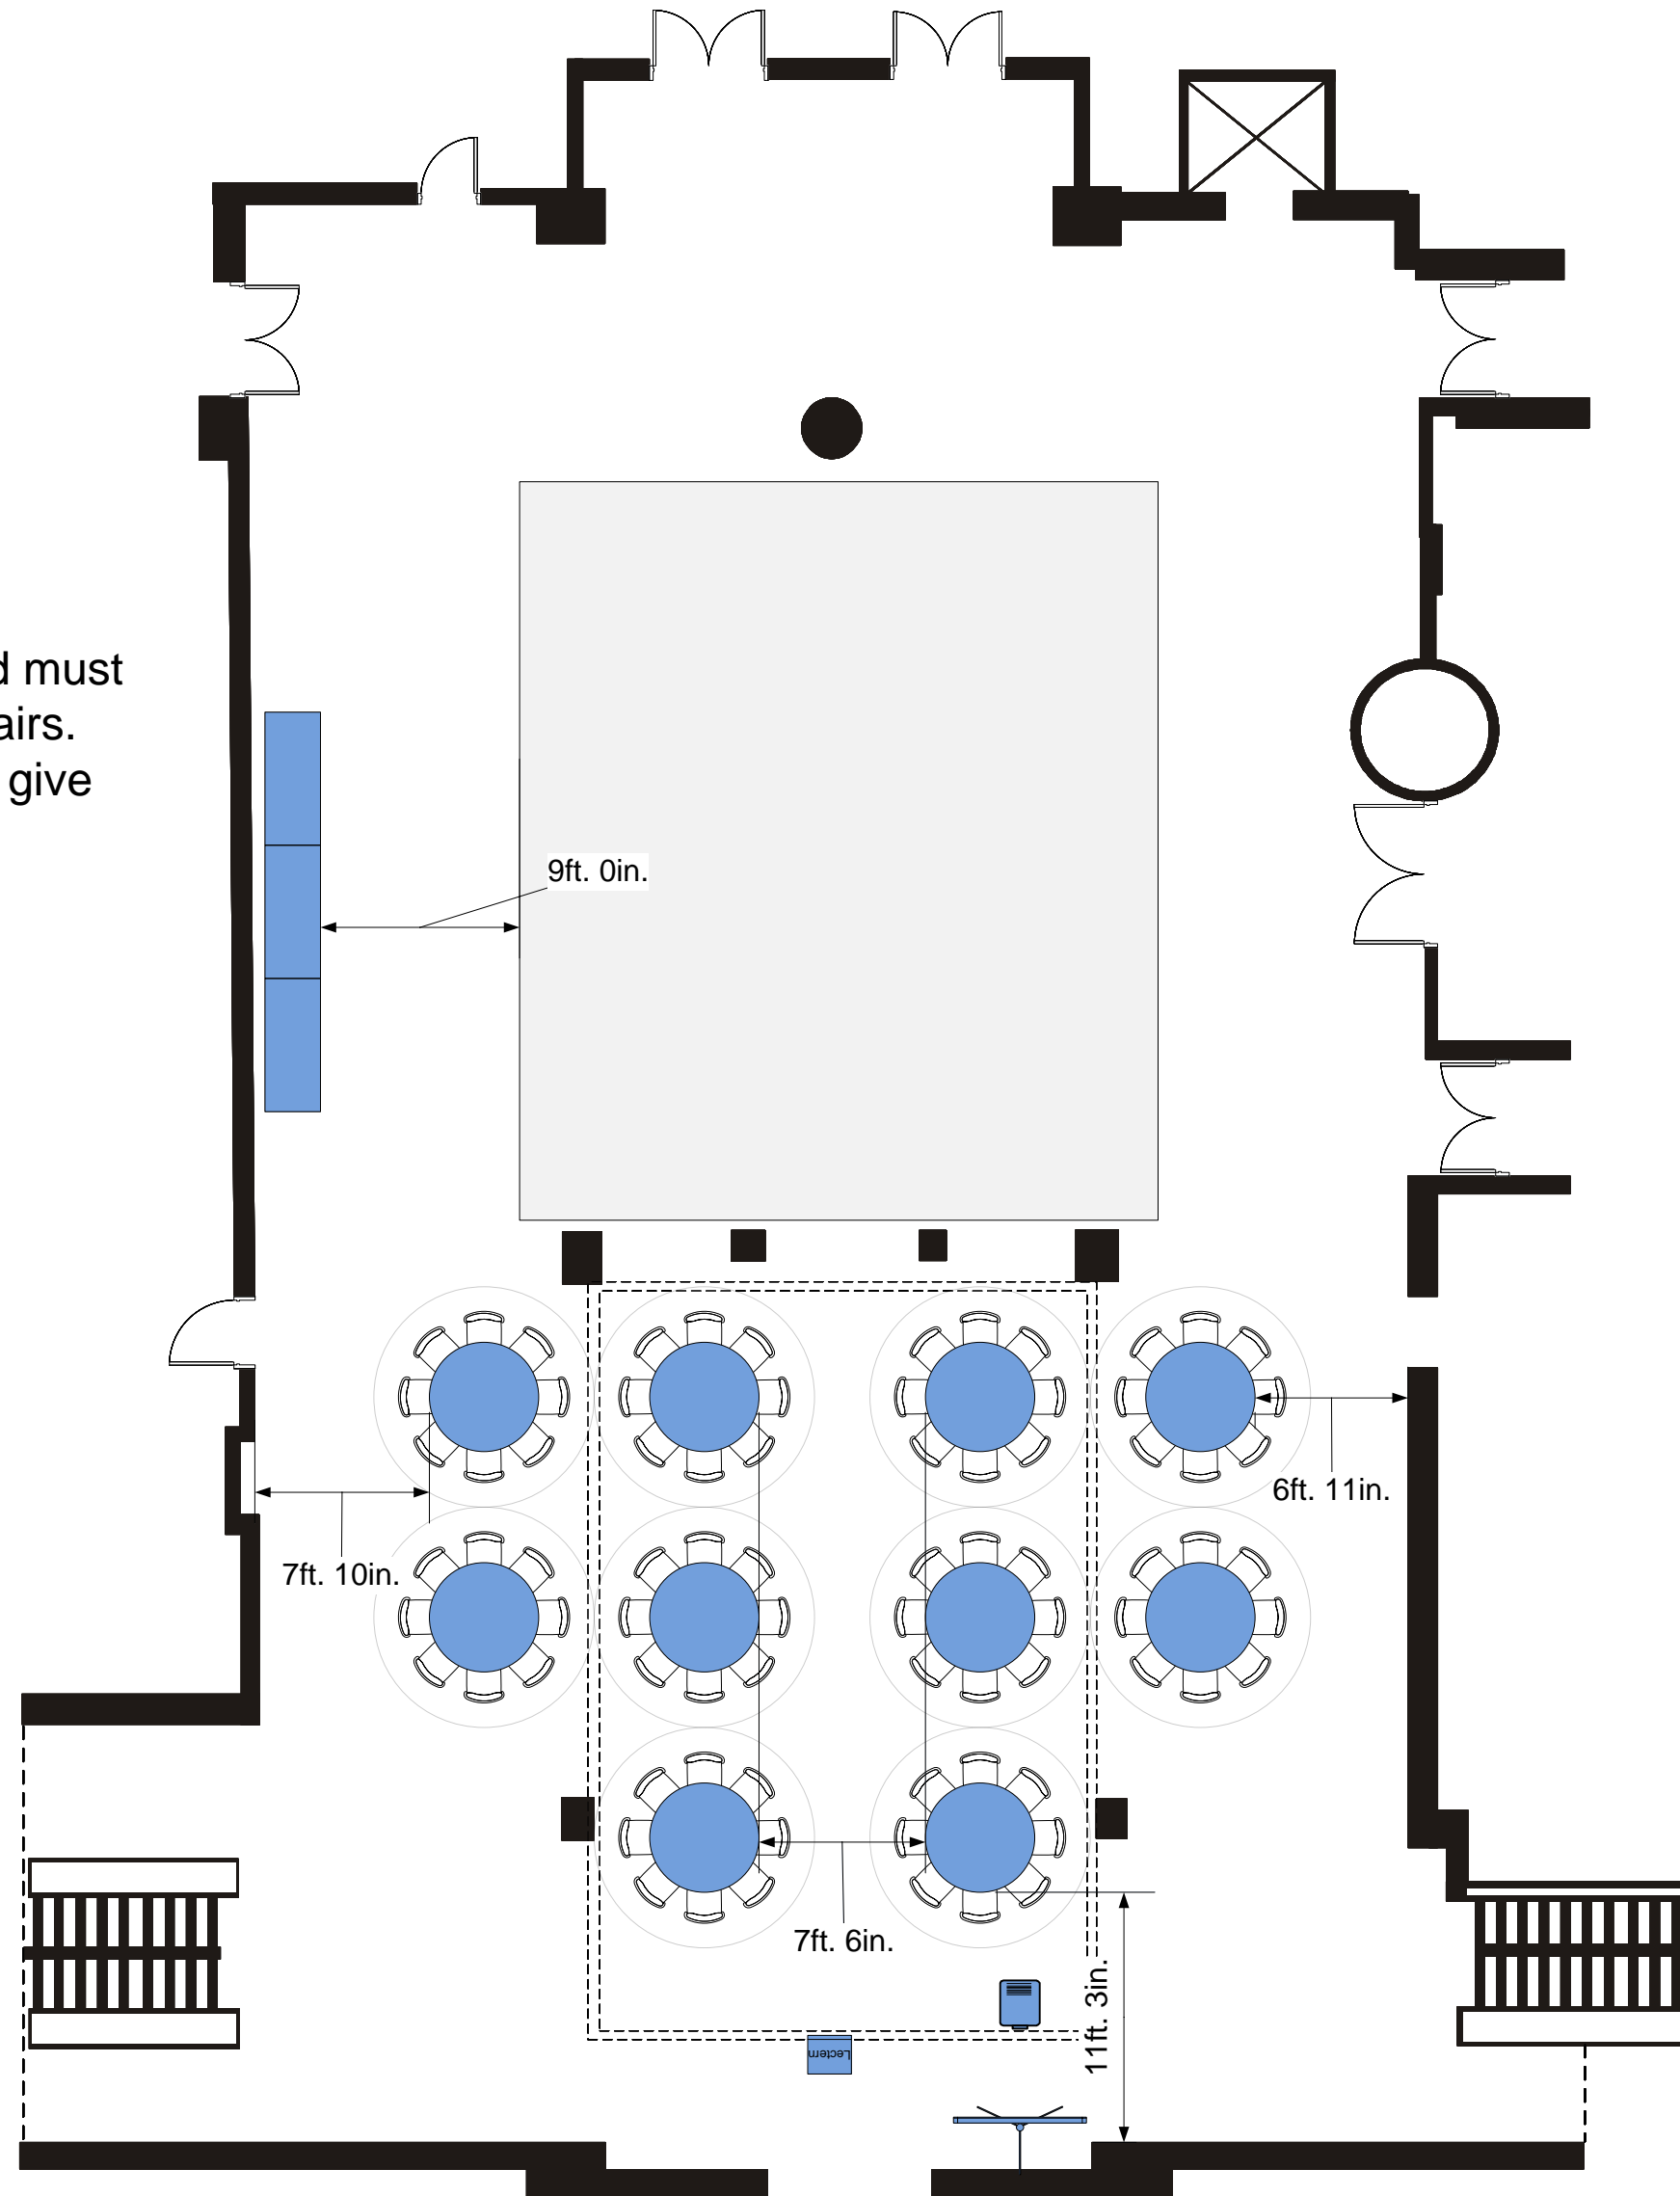 d must
airs.
give
9ft. 0in.
6ft. 11in.
7ft. 10in.
7ft. 6in.
11ft. 3in.
Lectern